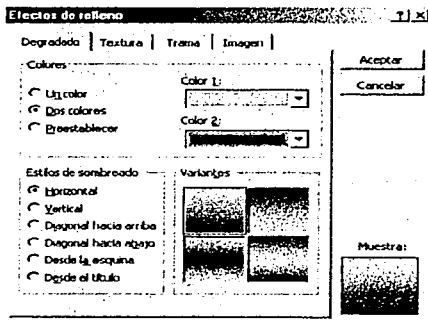 Efectos de relleno
Degradado Textura Trama Imagen
Colores
Un color
Dos colores
Preestablecer
Color 1:
Color 2:
Aceptar
Cancelar
Estilos de sombreado
Horizontal
Vertical
Diagonal hacia arriba
Diagonal hacia abajo
Desde la esquina
Desde el título
Variantes
Muestra: